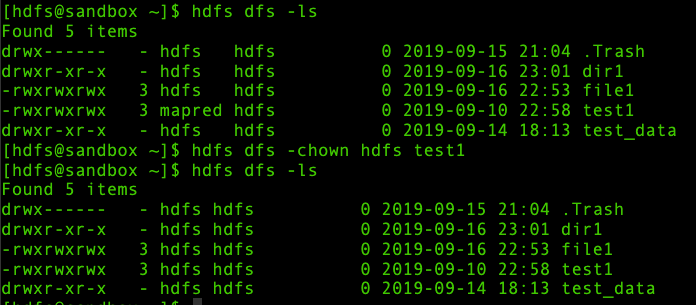 [hdfs@sandbox ~]$ hdfs dfs -ls
Found 5 items
drwx------   - hdfs   hdfs          0 2019-09-15 21:04 .Trash
drwxr-xr-x   - hdfs   hdfs          0 2019-09-16 23:01 dir1
-rwxrwxrwx   3 hdfs   hdfs          0 2019-09-16 22:53 file1
-rwxrwxrwx   3 mapred hdfs          0 2019-09-10 22:58 test1
drwxr-xr-x   - hdfs   hdfs          0 2019-09-14 18:13 test_data
[hdfs@sandbox ~]$ hdfs dfs -chown hdfs test1
[hdfs@sandbox ~]$ hdfs dfs -ls
Found 5 items
drwx------   - hdfs hdfs          0 2019-09-15 21:04 .Trash
drwxr-xr-x   - hdfs hdfs          0 2019-09-16 23:01 dir1
-rwxrwxrwx   3 hdfs hdfs          0 2019-09-16 22:53 file1
-rwxrwxrwx   3 hdfs hdfs          0 2019-09-10 22:58 test1
drwxr-xr-x   - hdfs hdfs          0 2019-09-14 18:13 test_data
[hdfs@sandbox ~]$